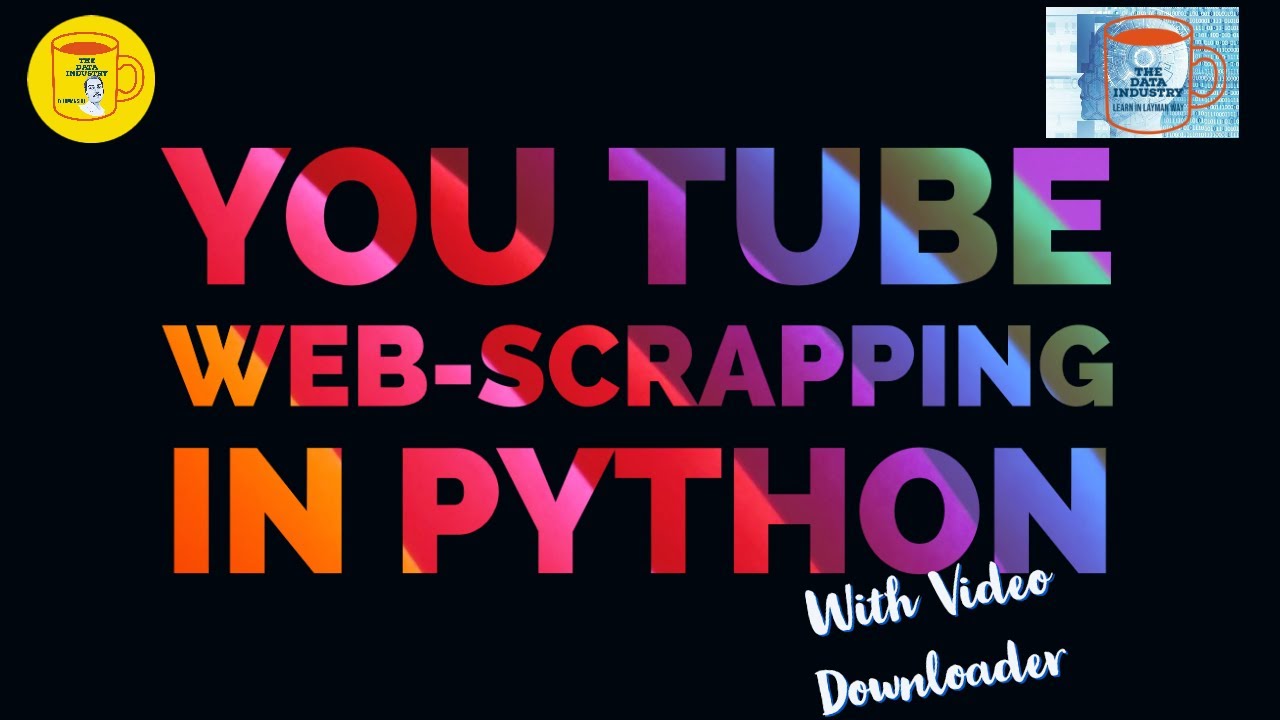 THE
DATA
INDUSTRY
THE
DATA
INDUSTRY
LEARN IN LAYMAN WAY
YOU TUBE
WEB-SCRAPPING
IN PYTHON
With Video
Downloader